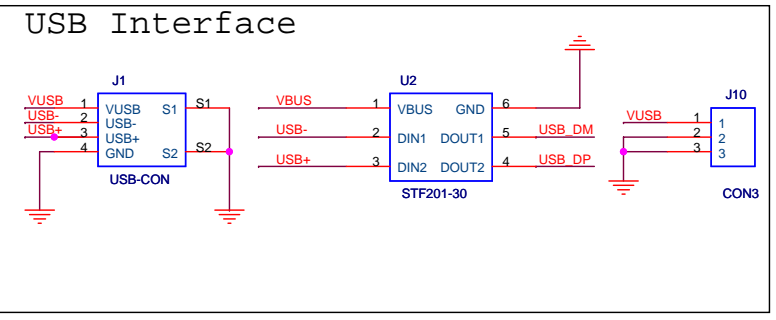 USB Interface
J1
VUSB 1 VUSB S1 S1
USB- 2 USB-
USB+ 3 USB+
4 GND S2 S2
USB-CON
U2
VBUS 1 VBUS GND 6
USB- 2 DIN1 DOUT1 5 USB_DM
USB+ 3 DIN2 DOUT2 4 USB_DP
STF201-30
J10
VUSB 1 1
2 2
3 3
CON3